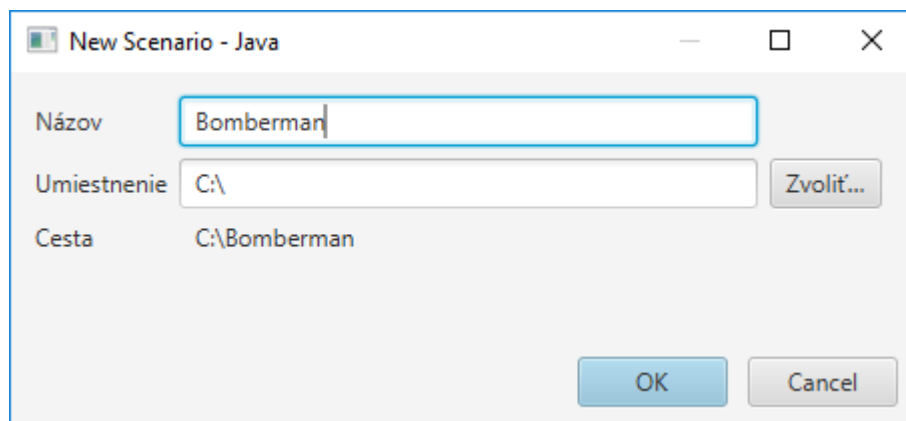 New Scenario - Java
Názov Bomberman
Umiestnenie C:\ Zvoliť...
Cesta C:\Bomberman
OK Cancel